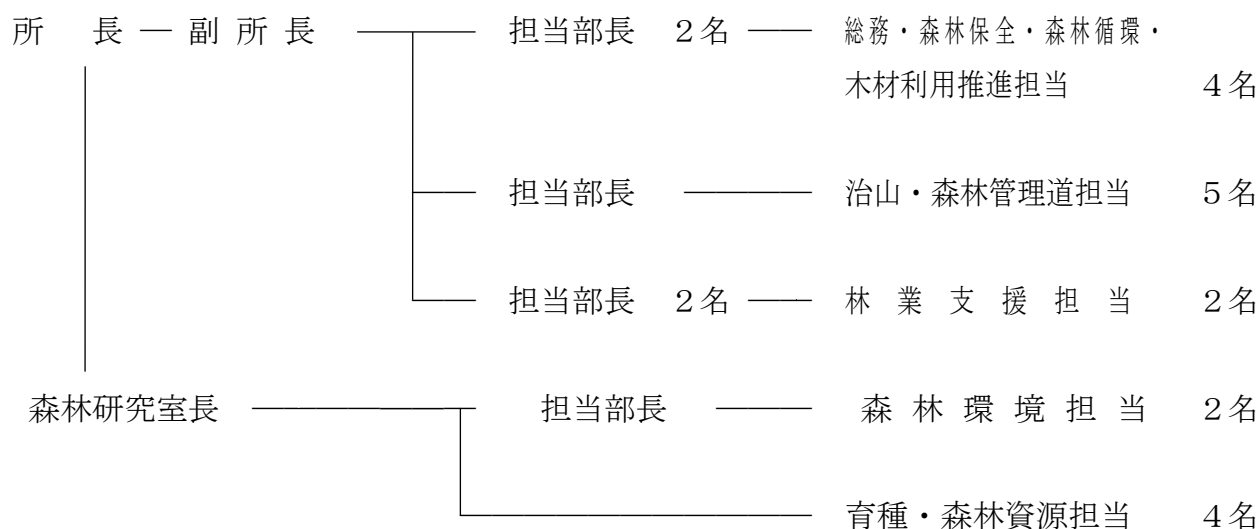 所　長 ― 副 所 長　担当部長　２名　総務・森林保全・森林循環・
木材利用推進担当　４名
担当部長　治山・森林管理道担当　５名
担当部長　２名　林 業 支 援 担 当　２名
森林研究室長　担当部長　森 林 環 境 担 当　２名
育種・森林資源担当　４名